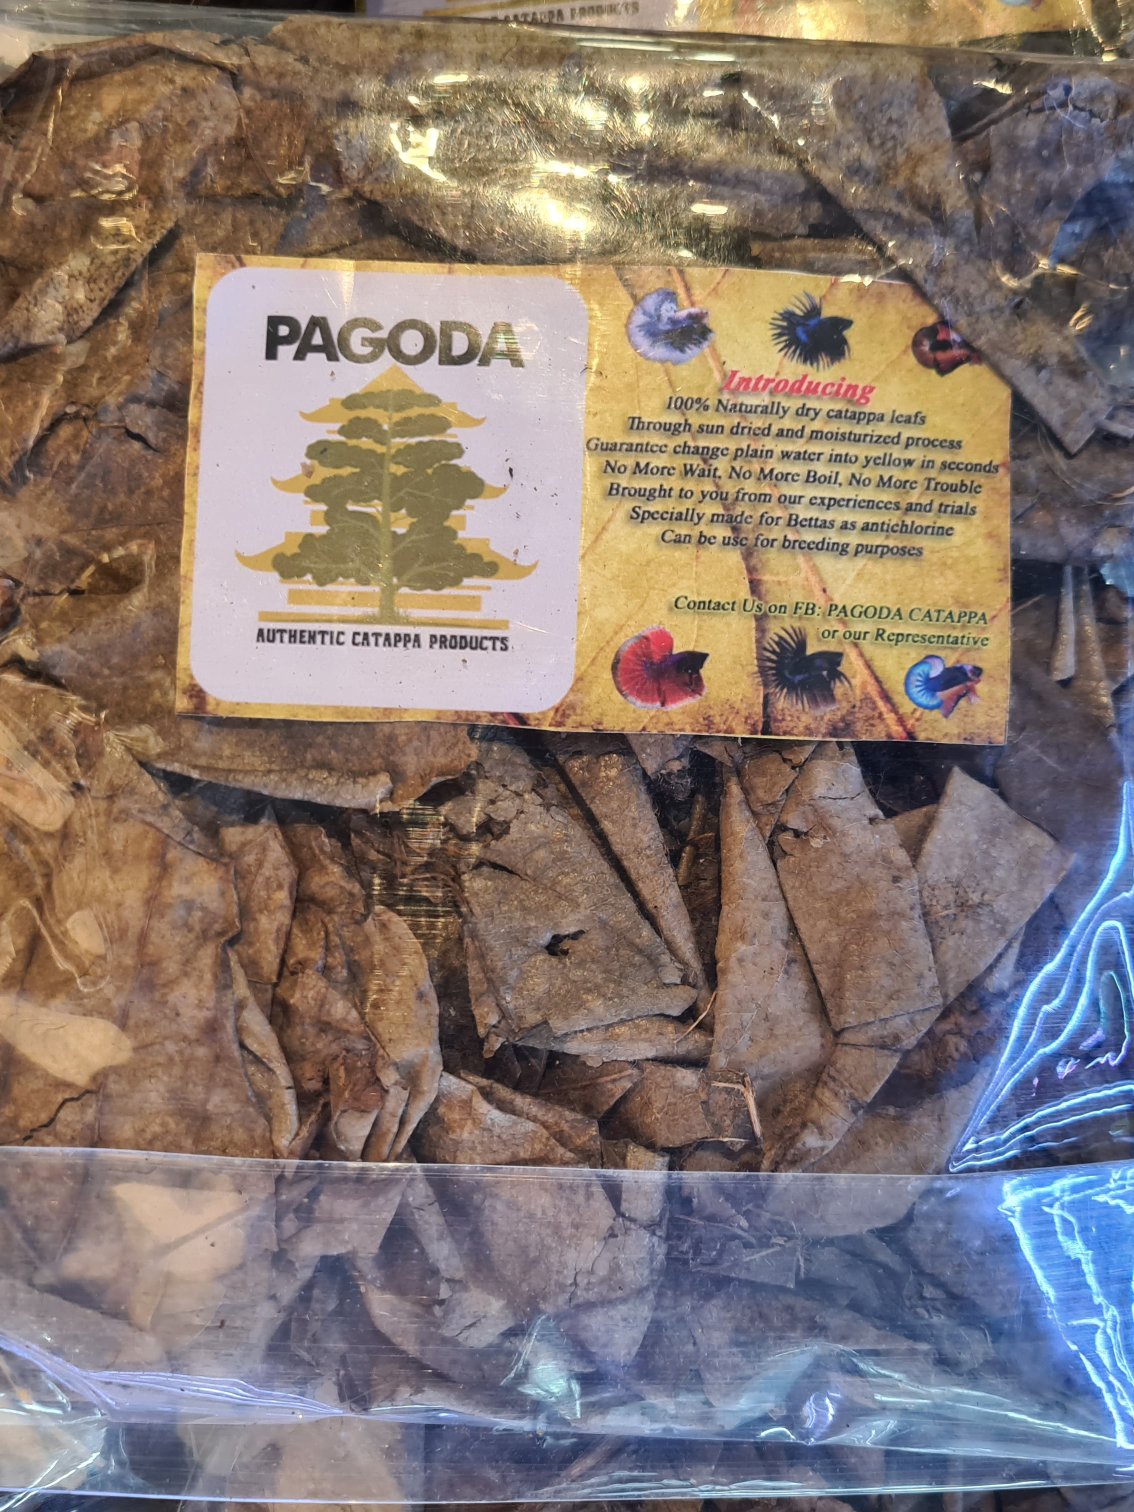 CATAPPA PRODUCTS
PAGODA
AUTHENTIC CATAPPA PRODUCTS
Introducing
100% Naturally dry catappa leafs
Through sun dried and moisturized process
Guarantee change plain water into yellow in seconds
No More Wait, No More Boil, No More Trouble
Brought to you from our experiences and trials
Specially made for Bettas as antichlorine
Can be use for breeding purposes
Contact Us on FB: PAGODA CATAPPA
or our Representative